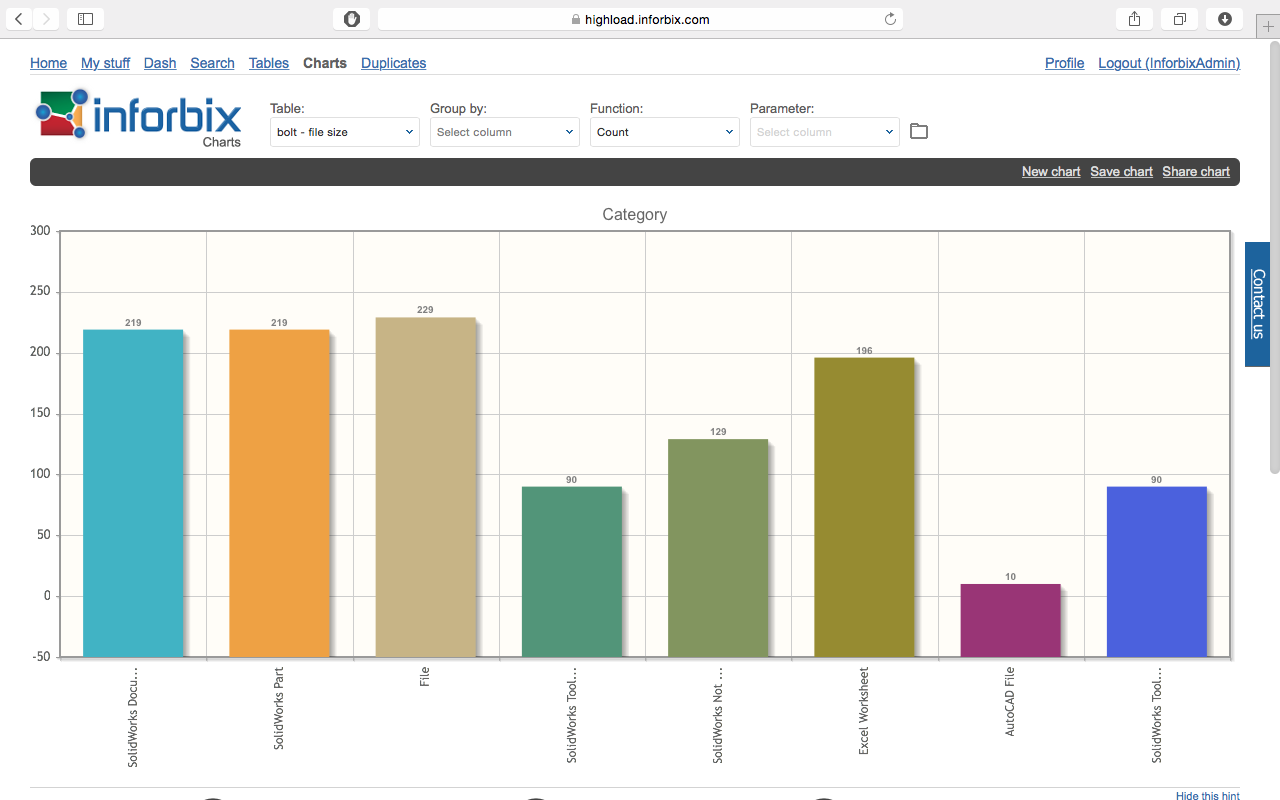 highload.inforbix.com
Home My stuff Dash Search Tables Charts Duplicates Profile Logout (InforbixAdmin)
inforbix
Charts
Table: Group by: Function: Parameter:
bolt - file size Select column Count Select column
New chart Save chart Share chart
Category
300
250
200
150
100
50
0
-50
219
219
229
90
129
196
10
90
SolidWorks Docu...
SolidWorks Part
File
SolidWorks Tool...
SolidWorks Not ...
Excel Worksheet
AutoCAD File
SolidWorks Tool...
Contact us
Hide this hint